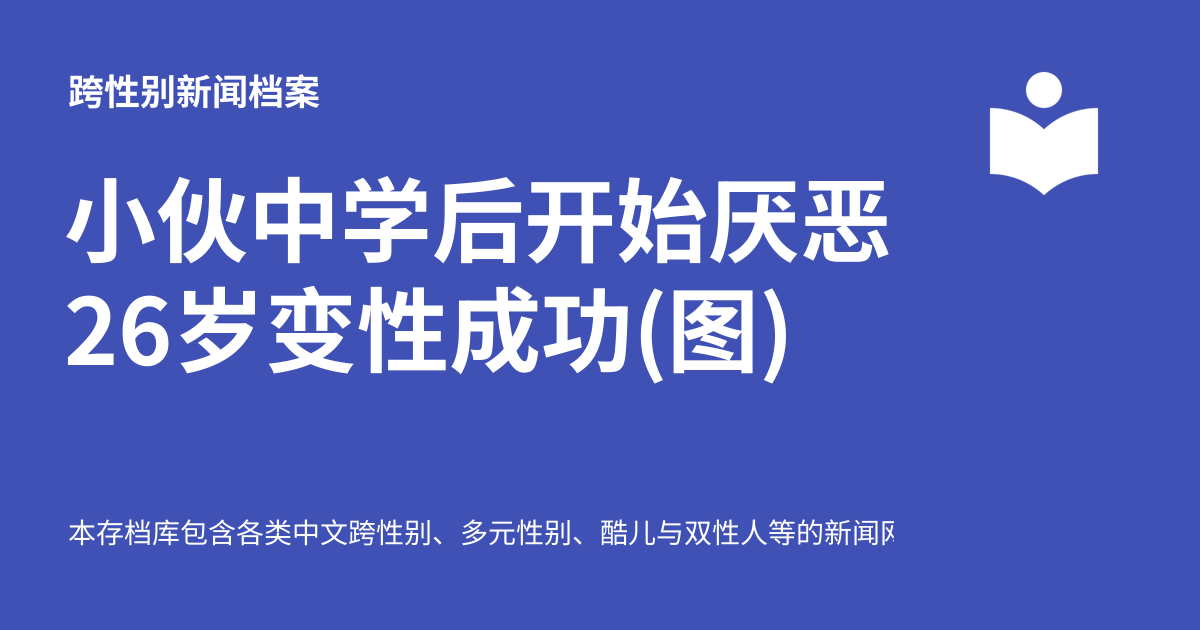 跨性别新闻档案
小伙中学后开始厌恶
26岁变性成功(图)
本存档库包含各类中文跨性别、多元性别、酷儿与双性人等的新闻